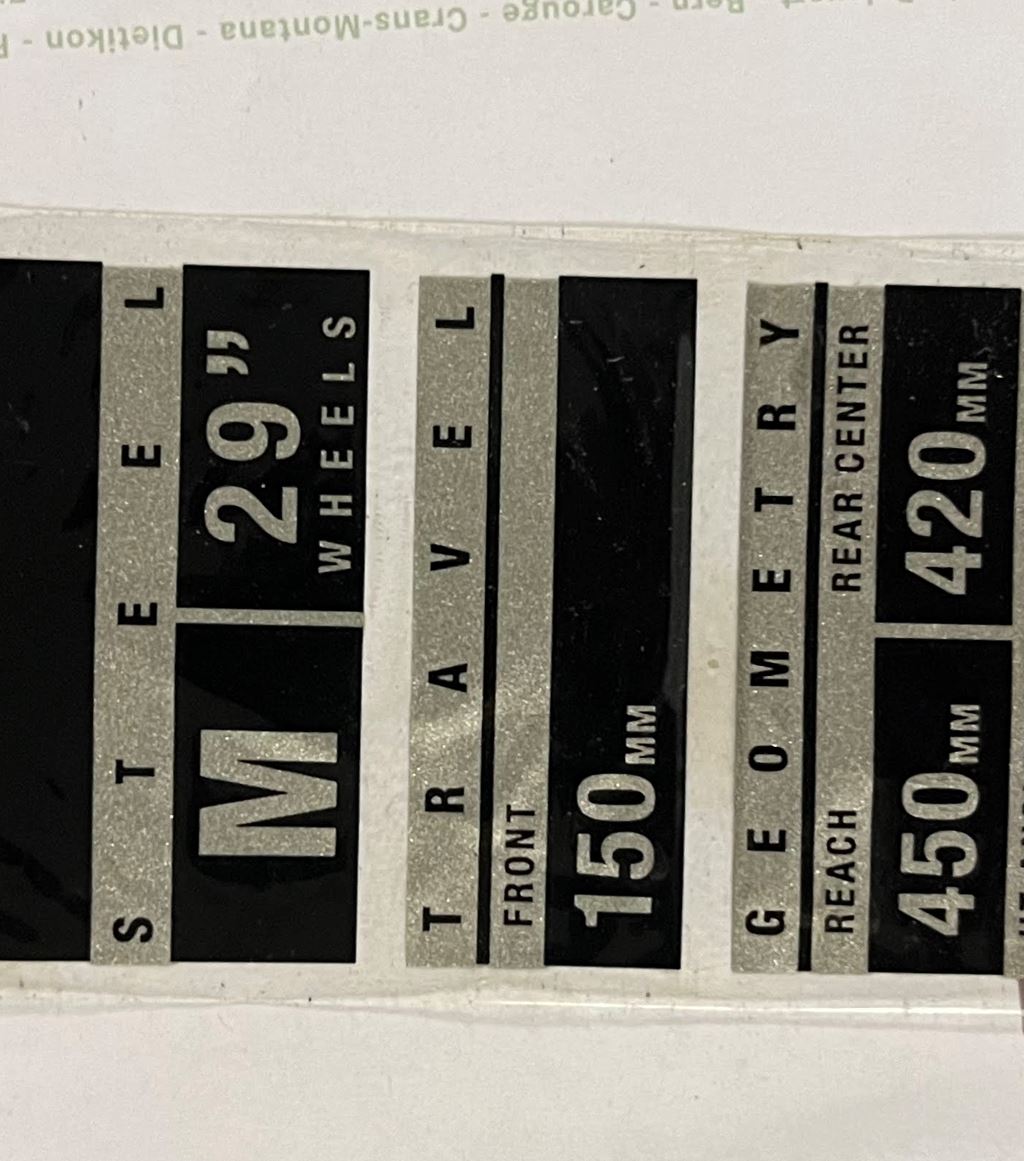 STEEL
M
29”
WHEELS
TRAVEL
FRONT
150MM
GEOMETRY
REACH REAR CENTER
450MM 420MM
Bern - Carouge - Crans-Montana - Dietikon -